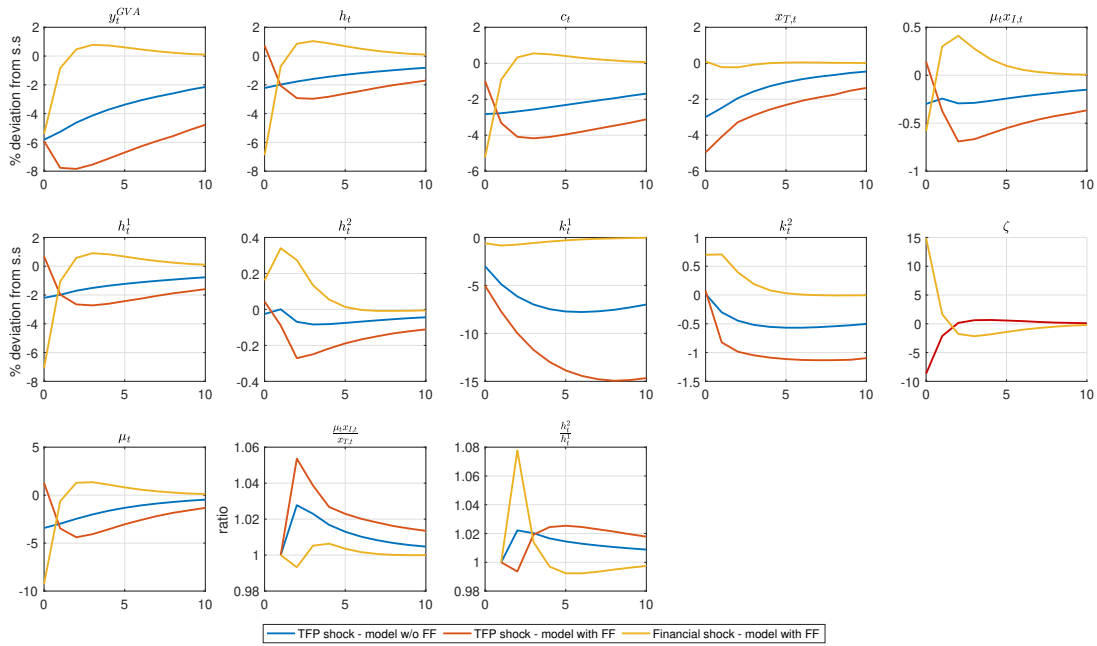 y_t^{GVA} h_t c_t x_{T,t} μ_t x_{I,t}
% deviation from s.s
2 0 -2 -4 -6 -8
2 0 -2 -4 -6 -8
2 0 -2 -4 -6
2 0 -2 -4 -6
0.5 0 -0.5 -1
0 5 10 0 5 10 0 5 10 0 5 10 0 5 10
h_t^1 h_t^2 k_t^1 k_t^2 ζ
% deviation from s.s
2 0 -2 -4 -6 -8
0.4 0.2 0 -0.2 -0.4
0 -5 -10 -15
1 0.5 0 -0.5 -1 -1.5
15 10 5 0 -5 -10
0 5 10 0 5 10 0 5 10 0 5 10 0 5 10
μ_t \frac{μ_t x_{I,t}}{x_{T,t}} \frac{h_t^2}{h_t^1}
ratio
5 0 -5 -10
1.06 1.04 1.02 1 0.98
1.08 1.06 1.04 1.02 1 0.98
0 5 10 0 5 10 0 5 10
TFP shock - model w/o FF TFP shock - model with FF Financial shock - model with FF